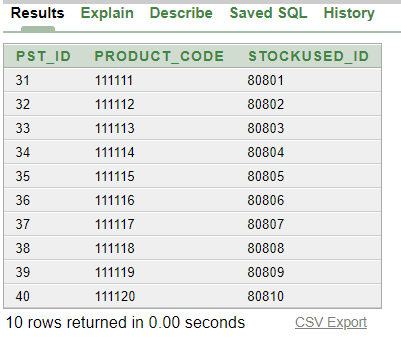 Results Explain Describe Saved SQL History
PST_ID PRODUCT_CODE STOCKUSED_ID
31 111111 80801
32 111112 80802
33 111113 80803
34 111114 80804
35 111115 80805
36 111116 80806
37 111117 80807
38 111118 80808
39 111119 80809
40 111120 80810
10 rows returned in 0.00 seconds CSV Export